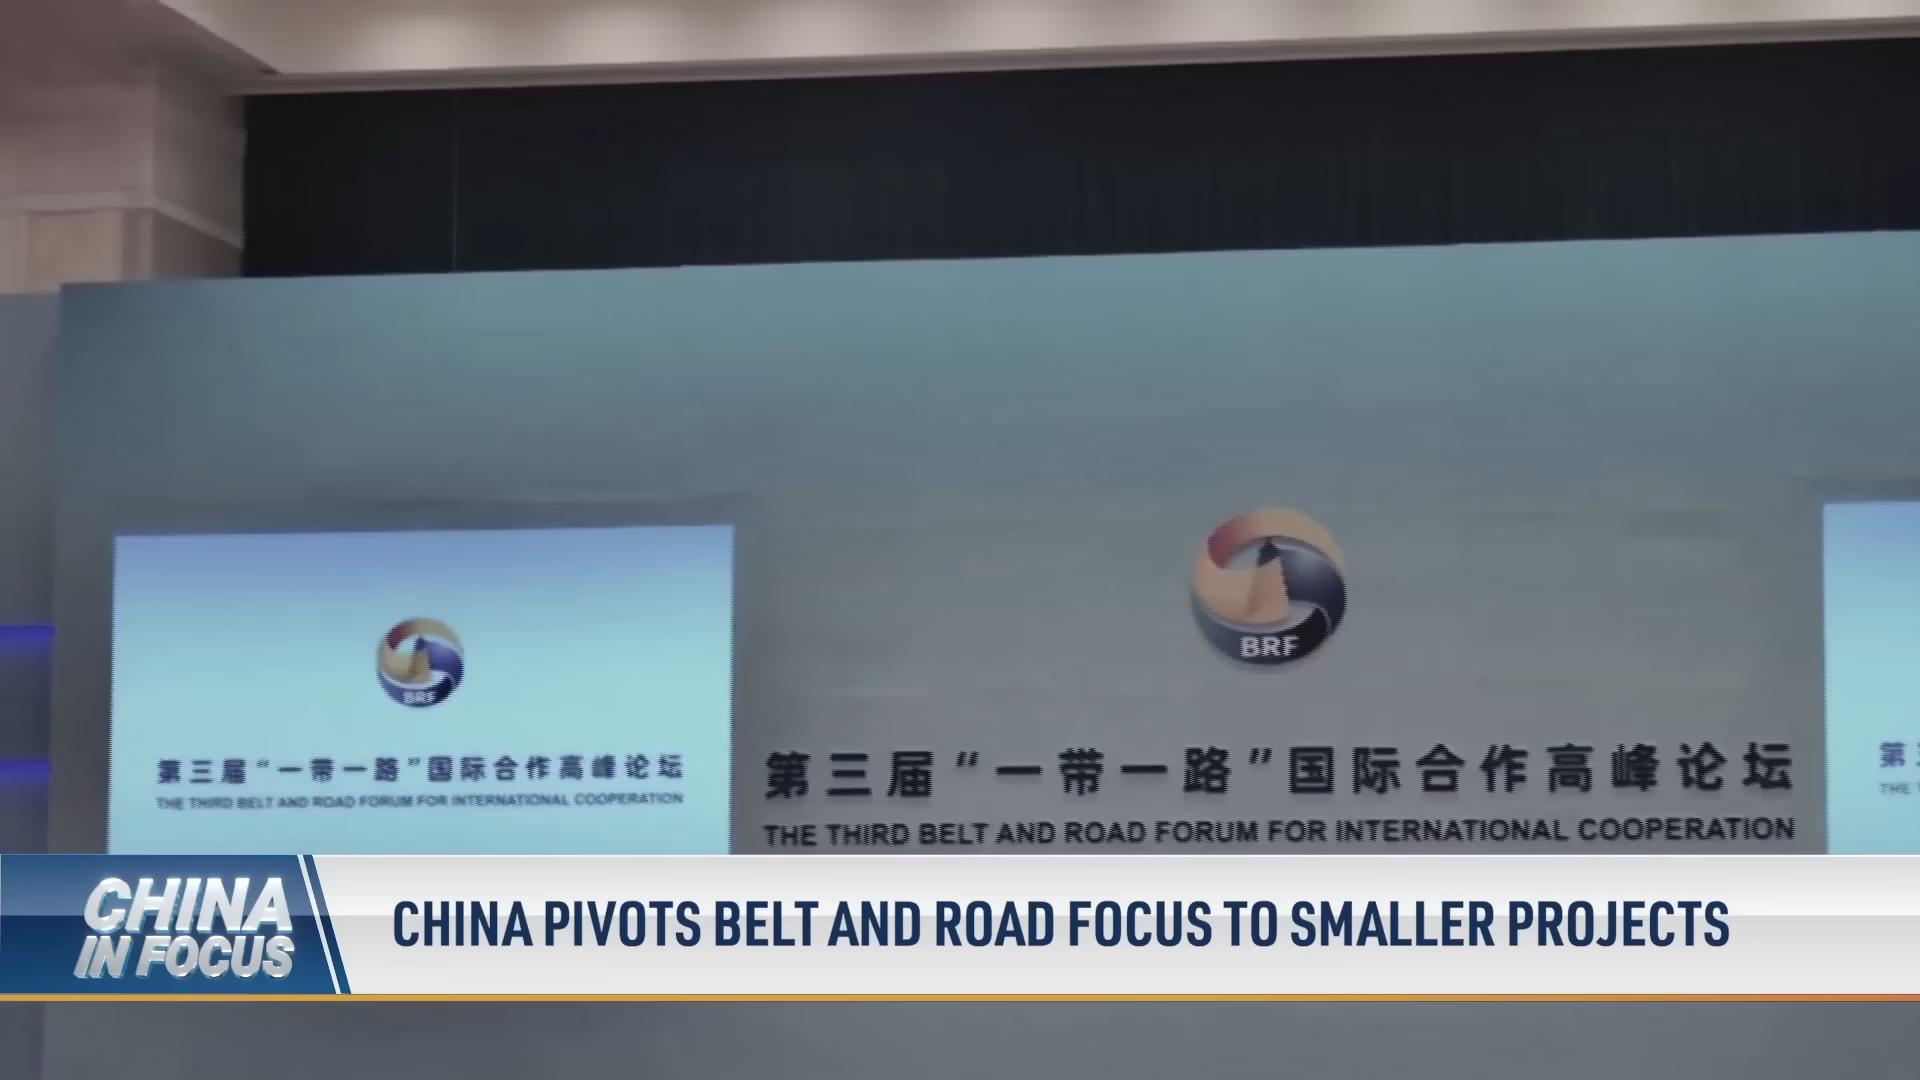 BRF
第三届“一带一路”国际合作高峰论坛
THE THIRD BELT AND ROAD FORUM FOR INTERNATIONAL COOPERATION
BRF
第三届“一带一路”国际合作高峰论坛
THE THIRD BELT AND ROAD FORUM FOR INTERNATIONAL COOPERATION
第三
THE T
CHINA
IN FOCUS
CHINA PIVOTS BELT AND ROAD FOCUS TO SMALLER PROJECTS